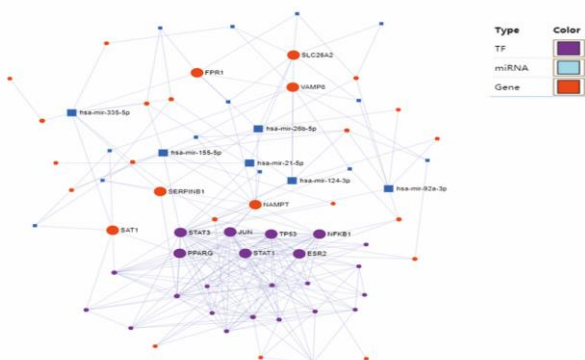 SLC26A2
FPR1
VAMP8
hsa-mir-335-5p
hsa-mir-26b-5p
hsa-mir-155-5p
hsa-mir-21-5p
hsa-mir-124-3p
hsa-mir-92a-3p
SERPINB1
NAMPT
SAT1
STAT3
JUN
TP53
NFKB1
PPARG
STAT1
ESR2
Type Color
TF
miRNA
Gene